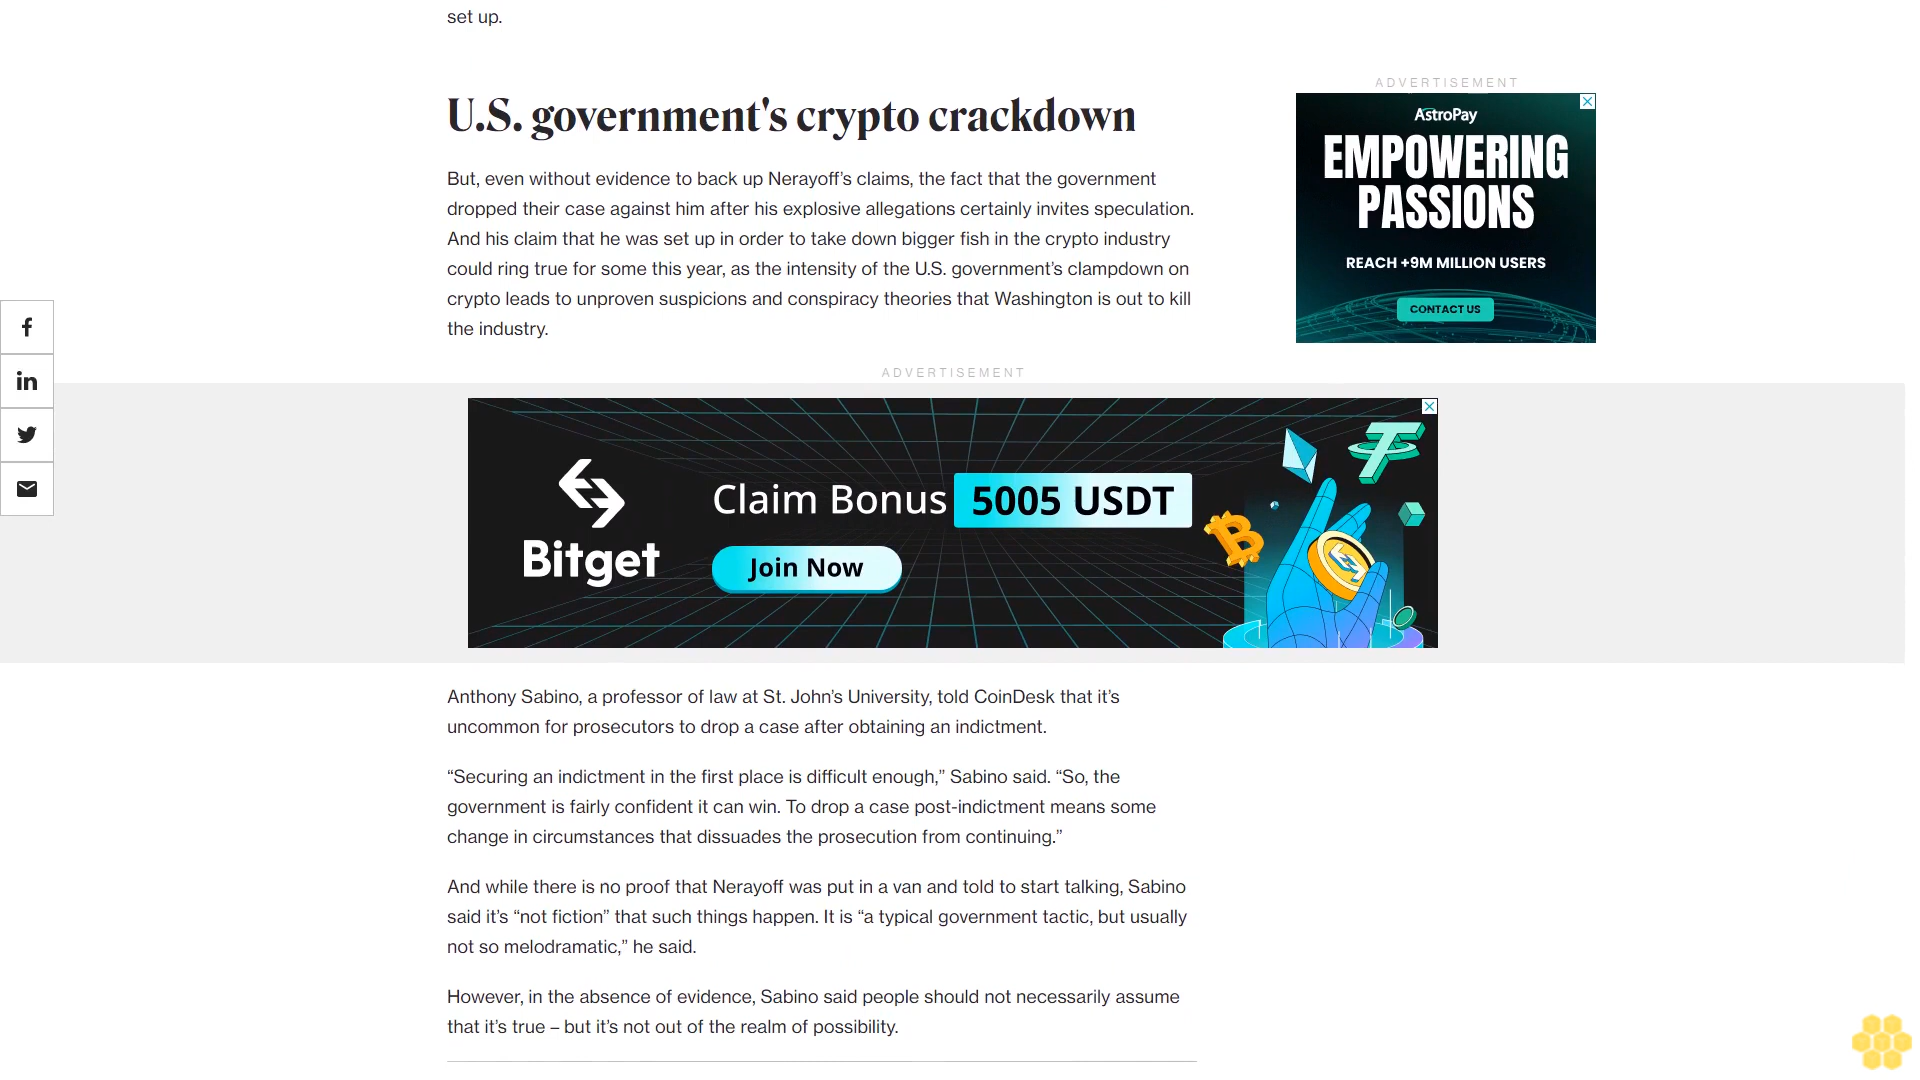 set up.
ADVERTISEMENT
U.S. government's crypto crackdown
AstroPay
EMPOWERING
PASSIONS
REACH +9M MILLION USERS
CONTACT US
But, even without evidence to back up Nerayoff’s claims, the fact that the government
dropped their case against him after his explosive allegations certainly invites speculation.
And his claim that he was set up in order to take down bigger fish in the crypto industry
could ring true for some this year, as the intensity of the U.S. government’s clampdown on
crypto leads to unproven suspicions and conspiracy theories that Washington is out to kill
the industry.
ADVERTISEMENT
Bitget
Claim Bonus 5005 USDT
Join Now
Anthony Sabino, a professor of law at St. John’s University, told CoinDesk that it’s
uncommon for prosecutors to drop a case after obtaining an indictment.
“Securing an indictment in the first place is difficult enough,” Sabino said. “So, the
government is fairly confident it can win. To drop a case post-indictment means some
change in circumstances that dissuades the prosecution from continuing.”
And while there is no proof that Nerayoff was put in a van and told to start talking, Sabino
said it’s “not fiction” that such things happen. It is “a typical government tactic, but usually
not so melodramatic,” he said.
However, in the absence of evidence, Sabino said people should not necessarily assume
that it’s true – but it’s not out of the realm of possibility.